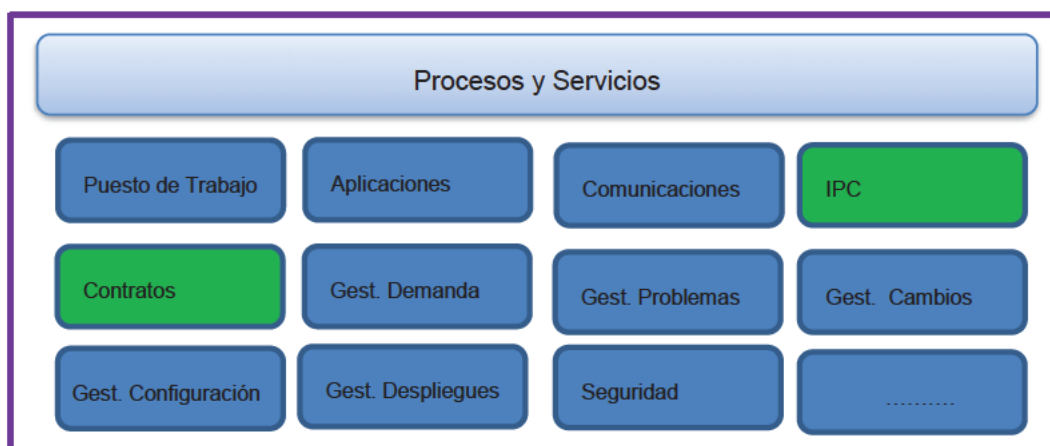 Procesos y Servicios
Puesto de Trabajo
Aplicaciones
Comunicaciones
IPC
Contratos
Gest. Demanda
Gest. Problemas
Gest. Cambios
Gest. Configuración
Gest. Despliegues
Seguridad
..........